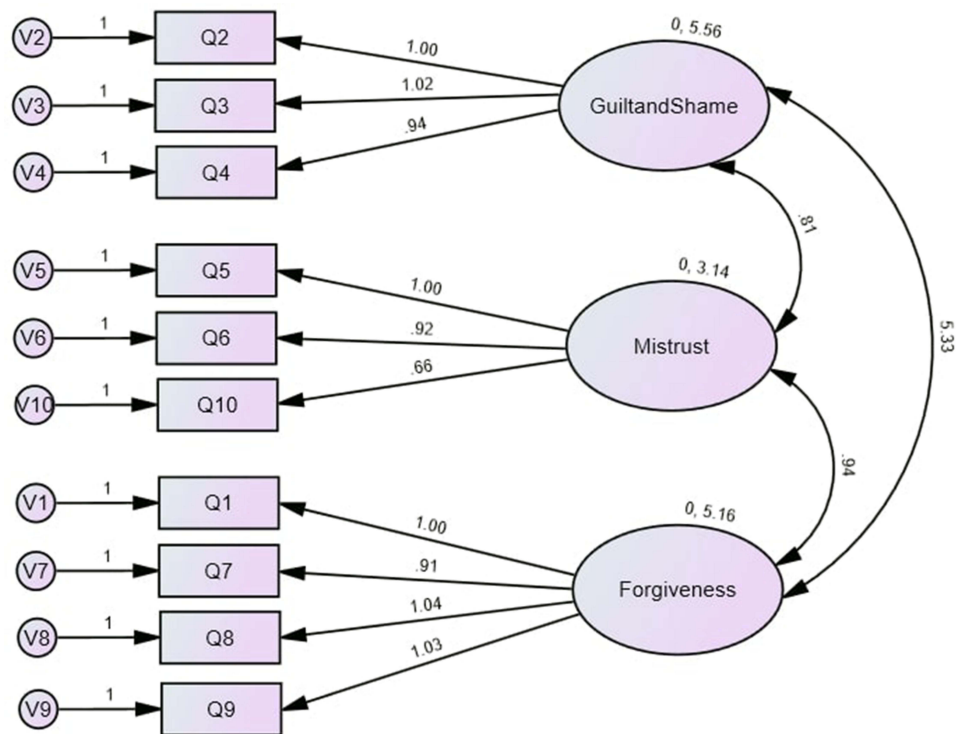 0, 5.56
V2 1 Q2 1.00
GuiltandShame
V3 1 Q3 1.02
V4 1 Q4 .94
.81
V5 1 Q5 1.00
0, 3.14
V6 1 Q6 .92
Mistrust
5.33
V10 1 Q10 .66
.94
V1 1 Q1 1.00
0, 5.16
V7 1 Q7 .91
Forgiveness
V8 1 Q8 1.04
V9 1 Q9 1.03